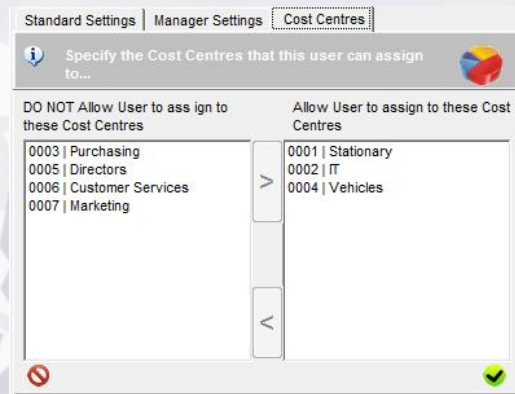 Standard Settings Manager Settings Cost Centres
Specify the Cost Centres that this user can assign
to...
DO NOT Allow User to ass ign to
these Cost Centres
0003 | Purchasing
0005 | Directors
0006 | Customer Services
0007 | Marketing
>
<
Allow User to assign to these Cost
Centres
0001 | Stationary
0002 | IT
0004 | Vehicles